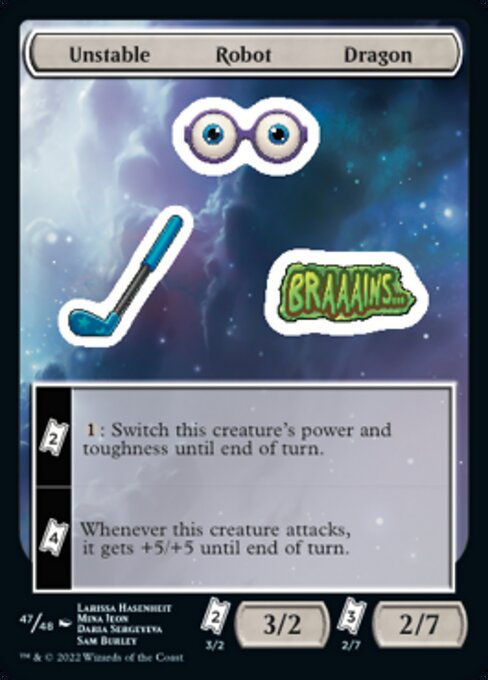 Unstable Robot Dragon
BRAAAINS...
2
1: Switch this creature's power and
toughness until end of turn.
4
Whenever this creature attacks,
it gets +5/+5 until end of turn.
47/48 Larissa Hasenheit
Mina Jeon
Daria Sergeyeva
Sam Burley
™ & © 2022 Wizards of the Coast
2
3/2
3/2
3
2/7
2/7